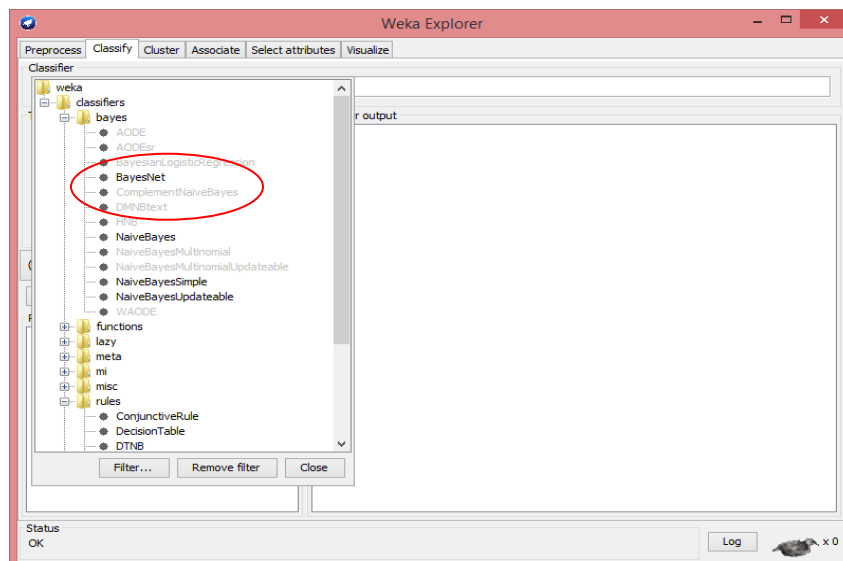 Weka Explorer
Preprocess Classify Cluster Associate Select attributes Visualize
Classifier
weka
classifiers
r output
bayes
AODE
AODEsr
BayesianLogisticRegression
BayesNet
ComplementNaiveBayes
DMNBtext
HNB
NaiveBayes
NaiveBayesMultinomial
NaiveBayesMultinomialUpdateable
NaiveBayesSimple
NaiveBayesUpdateable
WAODE
functions
lazy
meta
mi
misc
rules
ConjunctiveRule
DecisionTable
DTNB
Filter... Remove filter Close
Status
OK
Log x 0